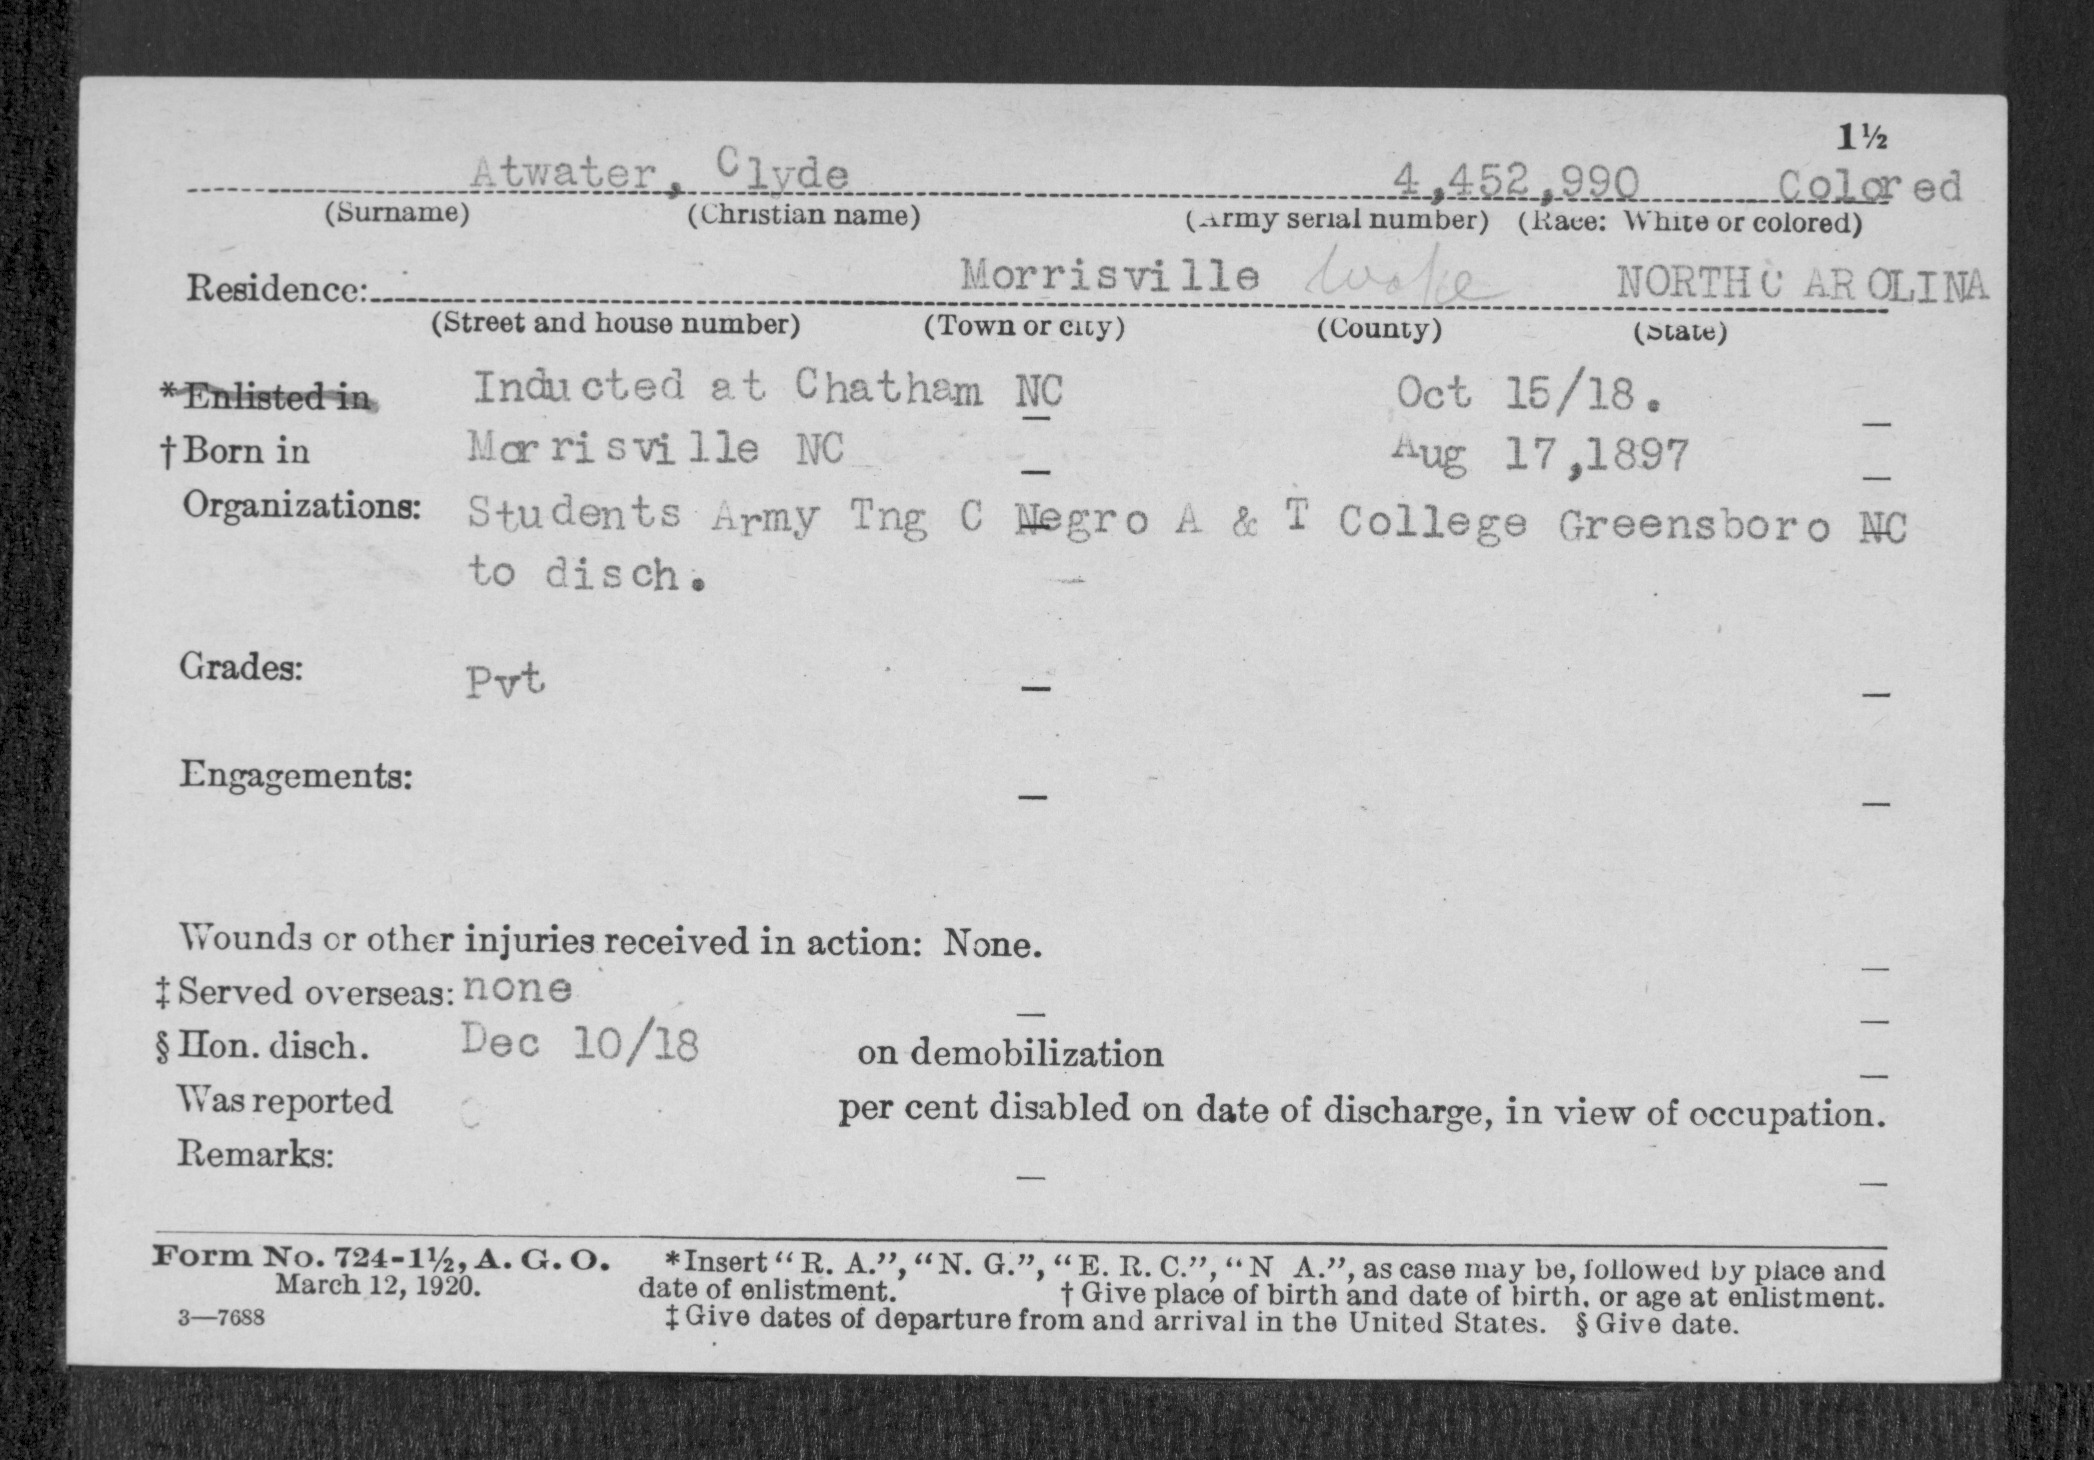 1½
Atwater, Clyde 4,452,990 Colored
(Surname) (Christian name) (Army serial number) (Race: White or colored)
Residence: Morrisville Wake NORTH CAROLINA
(Street and house number) (Town or city) (County) (State)
*Enlisted in Inducted at Chatham NC Oct 15/18.
†Born in Morrisville NC Aug 17,1897
Organizations: Students Army Tng C Negro A & T College Greensboro NC
to disch.
Grades: Pvt
Engagements:
Wounds or other injuries received in action: None.
‡Served overseas: none
§Hon. disch. Dec 10/18 on demobilization
Was reported per cent disabled on date of discharge, in view of occupation.
Remarks:
Form No. 724-1½, A. G. O. *Insert "R. A.", "N. G.", "E. R. C.", "N A.", as case may be, followed by place and
March 12, 1920. date of enlistment. †Give place of birth and date of birth, or age at enlistment.
3—7688 ‡Give dates of departure from and arrival in the United States. §Give date.